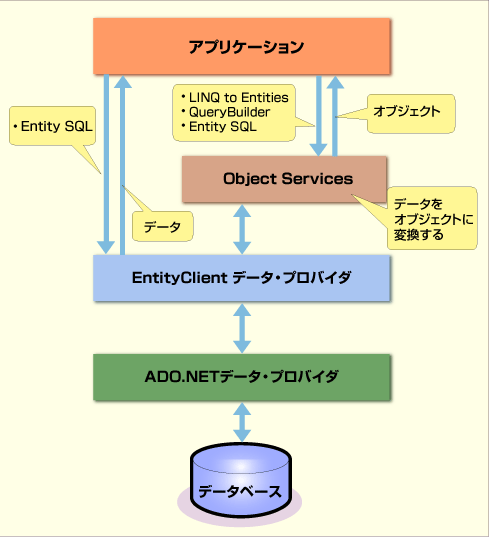 アプリケーション
・Entity SQL
・LINQ to Entities
・QueryBuilder
・Entity SQL
オブジェクト
Object Services
データ
データを
オブジェクトに
変換する
EntityClient データ・プロバイダ
ADO.NETデータ・プロバイダ
データベース